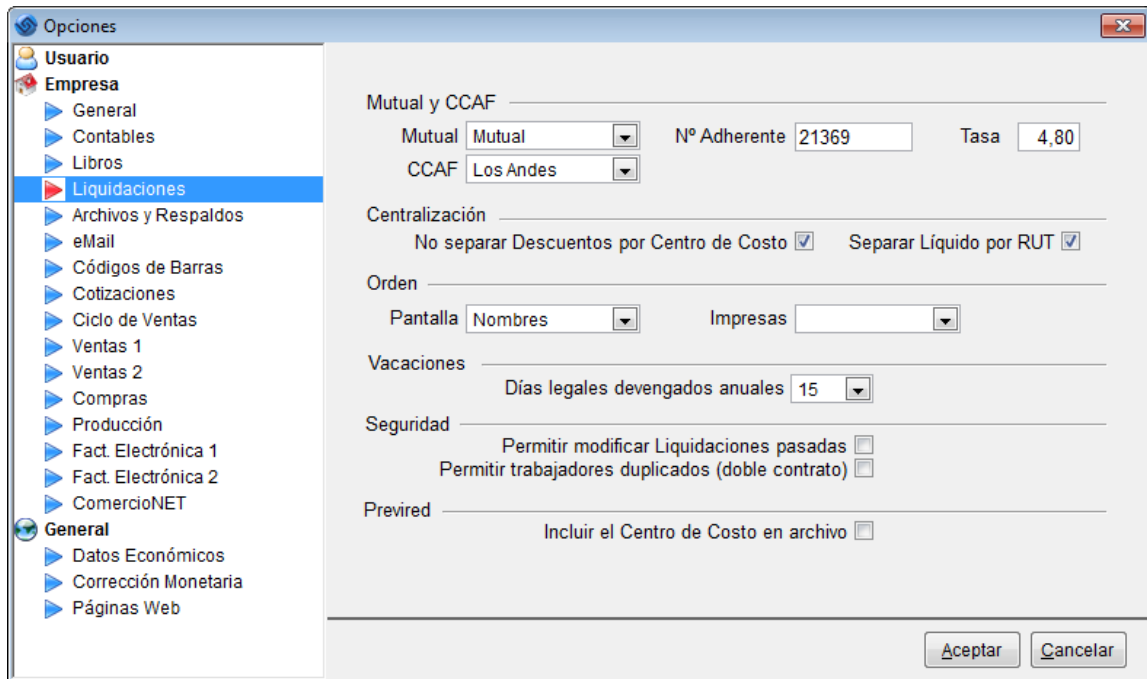 Opciones
Usuario
Empresa
General
Contables
Libros
Liquidaciones
Archivos y Respaldos
eMail
Códigos de Barras
Cotizaciones
Ciclo de Ventas
Ventas 1
Ventas 2
Compras
Producción
Fact. Electrónica 1
Fact. Electrónica 2
ComercioNET
General
Datos Económicos
Corrección Monetaria
Páginas Web
Mutual y CCAF
Mutual Mutual Nº Adherente 21369 Tasa 4,80
CCAF Los Andes
Centralización
No separar Descuentos por Centro de Costo Separar Líquido por RUT
Orden
Pantalla Nombres Impresas
Vacaciones
Días legales devengados anuales 15
Seguridad
Permitir modificar Liquidaciones pasadas
Permitir trabajadores duplicados (doble contrato)
Previred
Incluir el Centro de Costo en archivo
Aceptar Cancelar